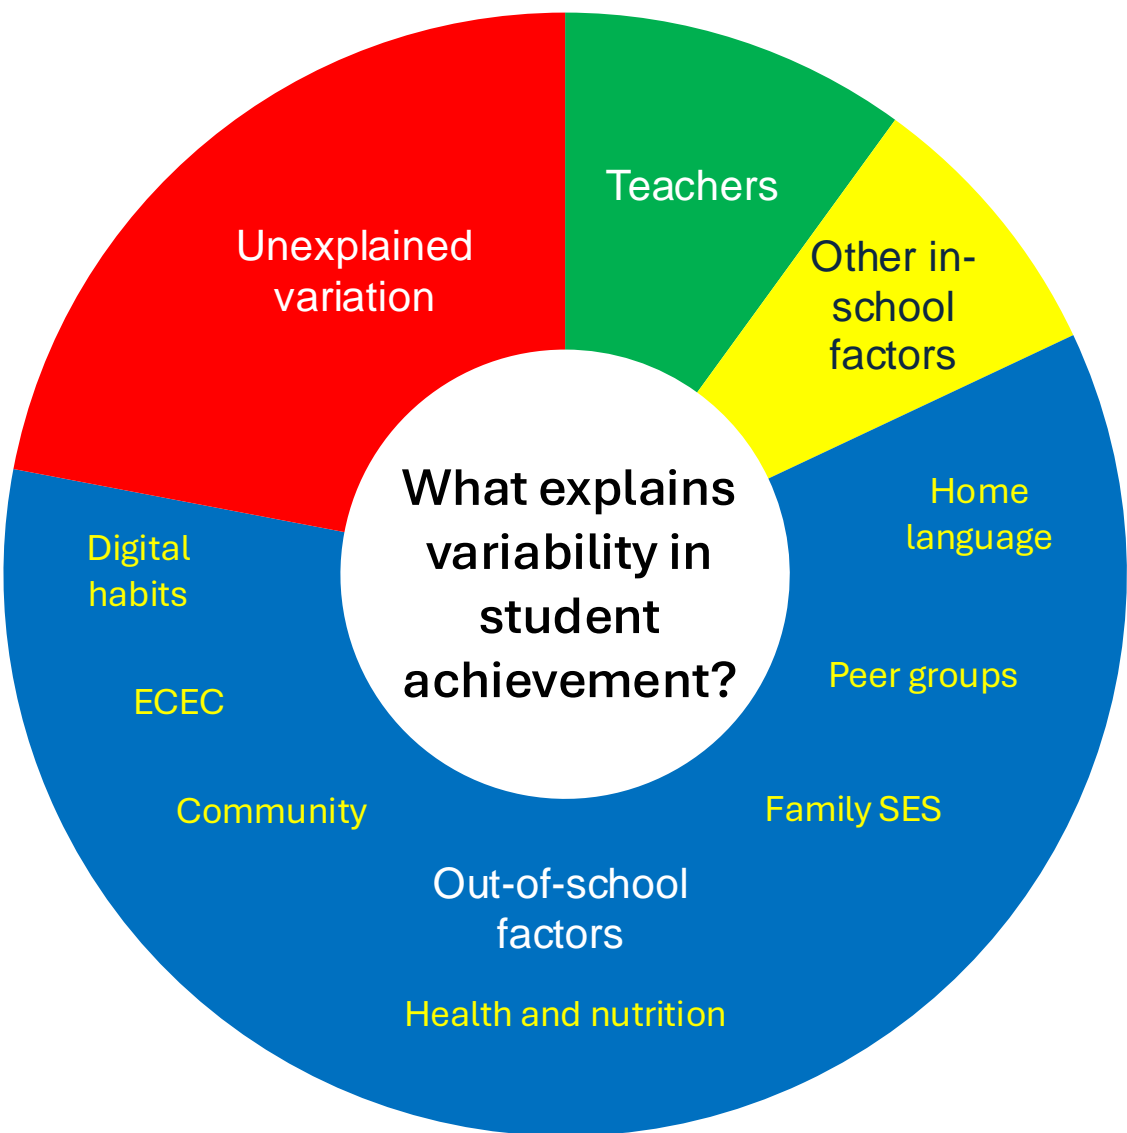 Teachers
Unexplained
variation
Other in-
school
factors
What explains
variability in
student
achievement?
Home
language
Digital
habits
Peer groups
ECEC
Community
Family SES
Out-of-school
factors
Health and nutrition